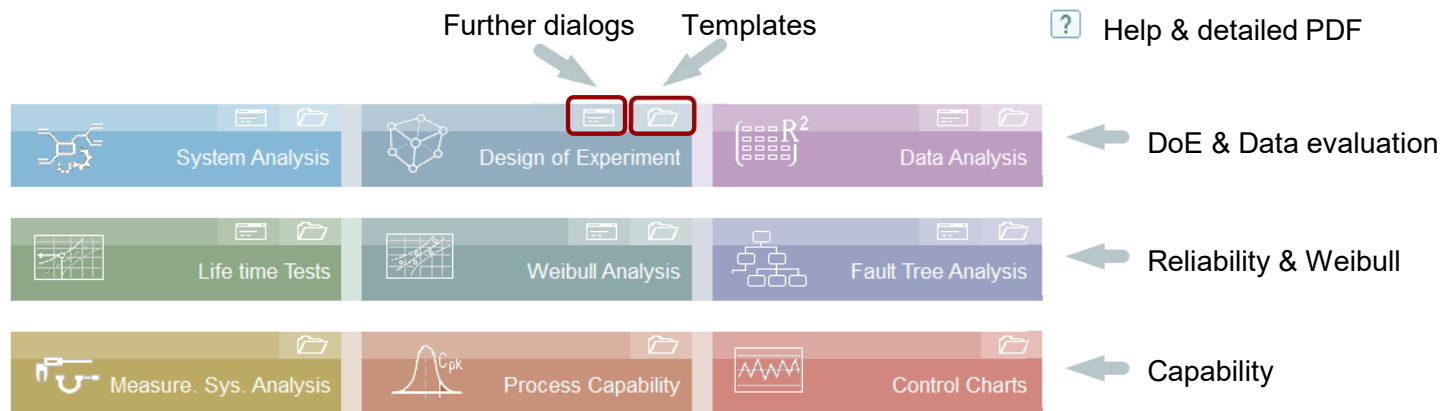 Further dialogs Templates ? Help & detailed PDF
System Analysis Design of Experiment R² Data Analysis DoE & Data evaluation
Life time Tests Weibull Analysis Fault Tree Analysis Reliability & Weibull
Measure. Sys. Analysis Cpk Process Capability Control Charts Capability